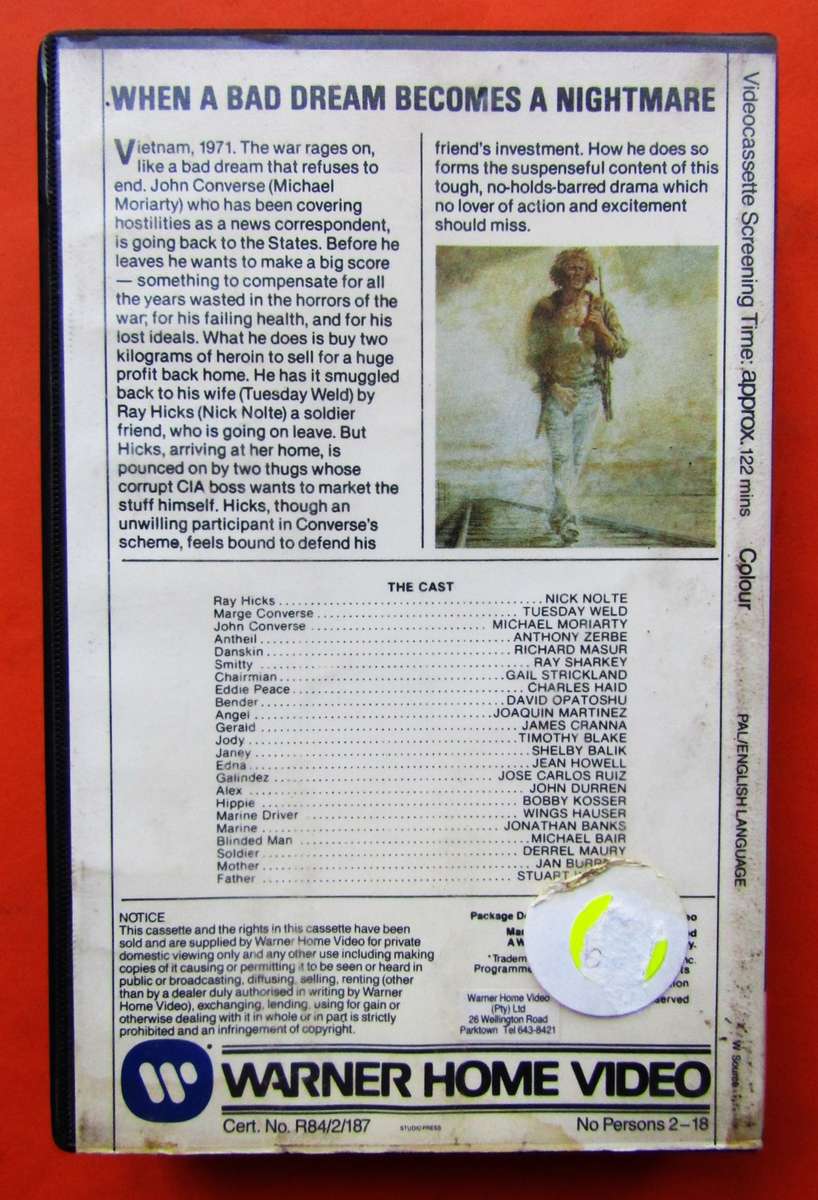 WHEN A BAD DREAM BECOMES A NIGHTMARE
Vietnam, 1971. The war rages on,
like a bad dream that refuses to
end. John Converse (Michael
Moriarty) who has been covering
hostilities as a news correspondent,
is going back to the States. Before he
leaves he wants to make a big score
— something to compensate for all
the years wasted in the horrors of the
war, for his failing health, and for his
lost ideals. What he does is buy two
kilograms of heroin to sell for a huge
profit back home. He has it smuggled
back to his wife (Tuesday Weld) by
Ray Hicks (Nick Nolte) a soldier
friend, who is going on leave. But
Hicks, arriving at her home, is
pounced on by two thugs whose
corrupt CIA boss wants to market the
stuff himself. Hicks, though an
unwilling participant in Converse's
scheme, feels bound to defend his
friend's investment. How he does so
forms the suspenseful content of this
tough, no-holds-barred drama which
no lover of action and excitement
should miss.
THE CAST
Ray Hicks NICK NOLTE
Marge Converse TUESDAY WELD
John Converse MICHAEL MORIARTY
Antheil ANTHONY ZERBE
Danskin RICHARD MASUR
Smitty RAY SHARKEY
Chairmian GAIL STRICKLAND
Eddie Peace CHARLES HAID
Bender DAVID OPATOSHU
Angel JOAQUIN MARTINEZ
Gerald JAMES CRANNA
Jody TIMOTHY BLAKE
Janey SHELBY BALIK
Edna JEAN HOWELL
Galindez JOSE CARLOS RUIZ
Alex JOHN DURREN
Hippie BOBBY KOSSER
Marine Driver WINGS HAUSER
Marine JONATHAN BANKS
Blinded Man MICHAEL BAIR
Soldier DERREL MAURY
Mother JAN
Father STUART
NOTICE
This cassette and the rights in this cassette have been
sold and are supplied by Warner Home Video for private
domestic viewing only and any other use including making
copies of it causing or permitting it to be seen or heard in
public or broadcasting, diffusing, selling, renting (other
than by a dealer duly authorised in writing by Warner
Home Video), exchanging, lending, using for gain or
otherwise dealing with it in whole or in part is strictly
prohibited and an infringement of copyright.
Package
Programme
Warner Home Video
(Pty) Ltd
26 Wellington Road
Parktown Tel 643-8421
WARNER HOME VIDEO
Cert. No. R84/2/187
STUDIO PRESS
No Persons 2–18
Videocassette Screening Time: approx. 122 mins Colour
PAL/ENGLISH LANGUAGE